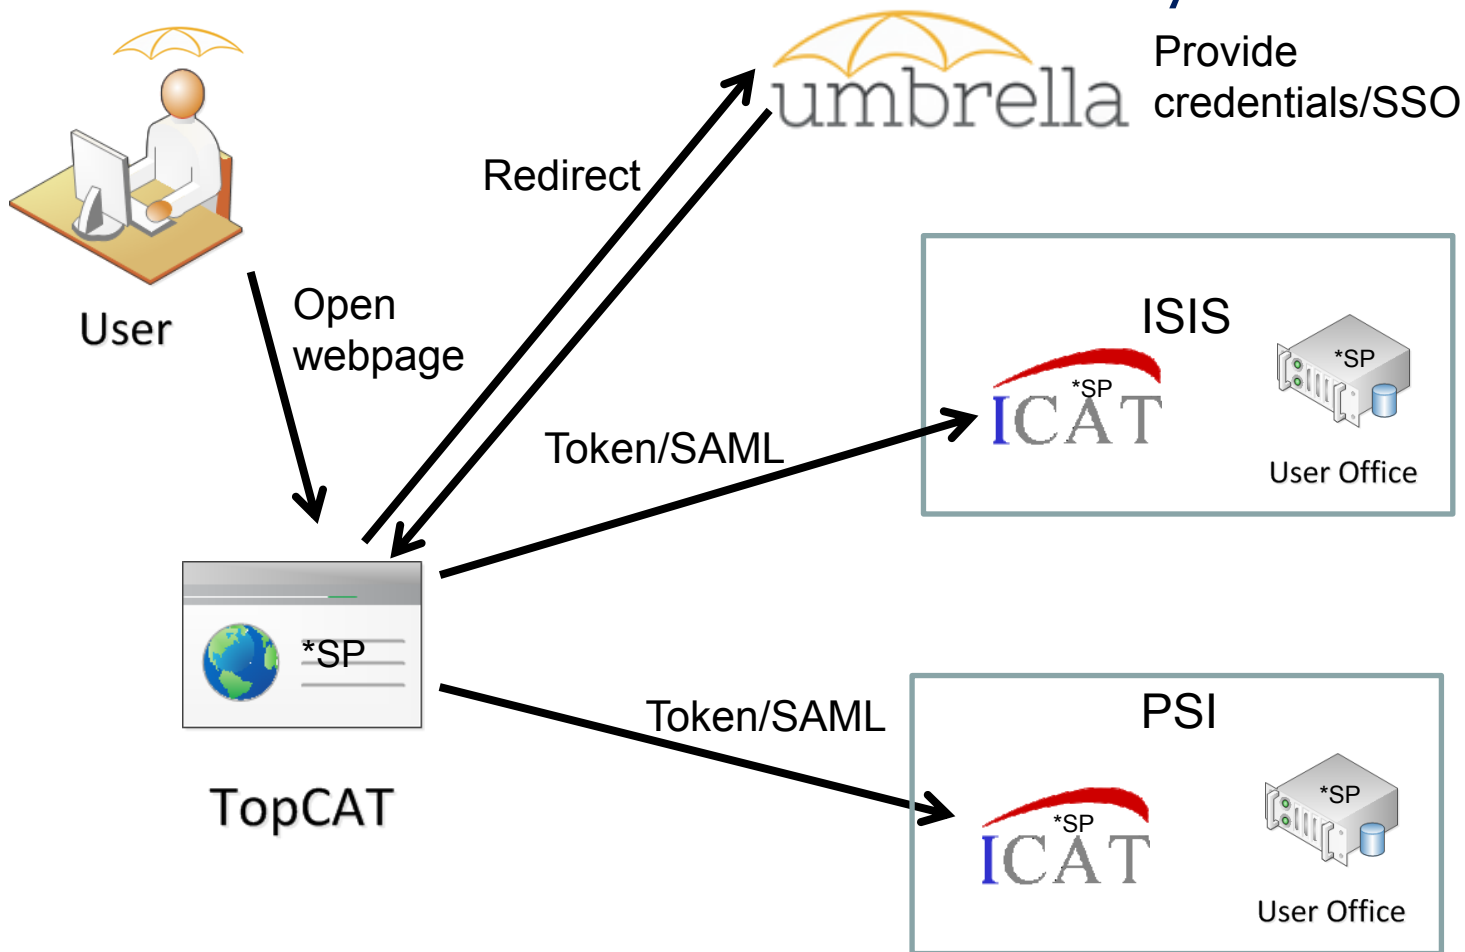 umbrella
Provide
credentials/SSO
Redirect
User
Open
webpage
ISIS
*SP
ICAT
*SP
User Office
Token/SAML
*SP
TopCAT
Token/SAML
PSI
*SP
ICAT
*SP
User Office